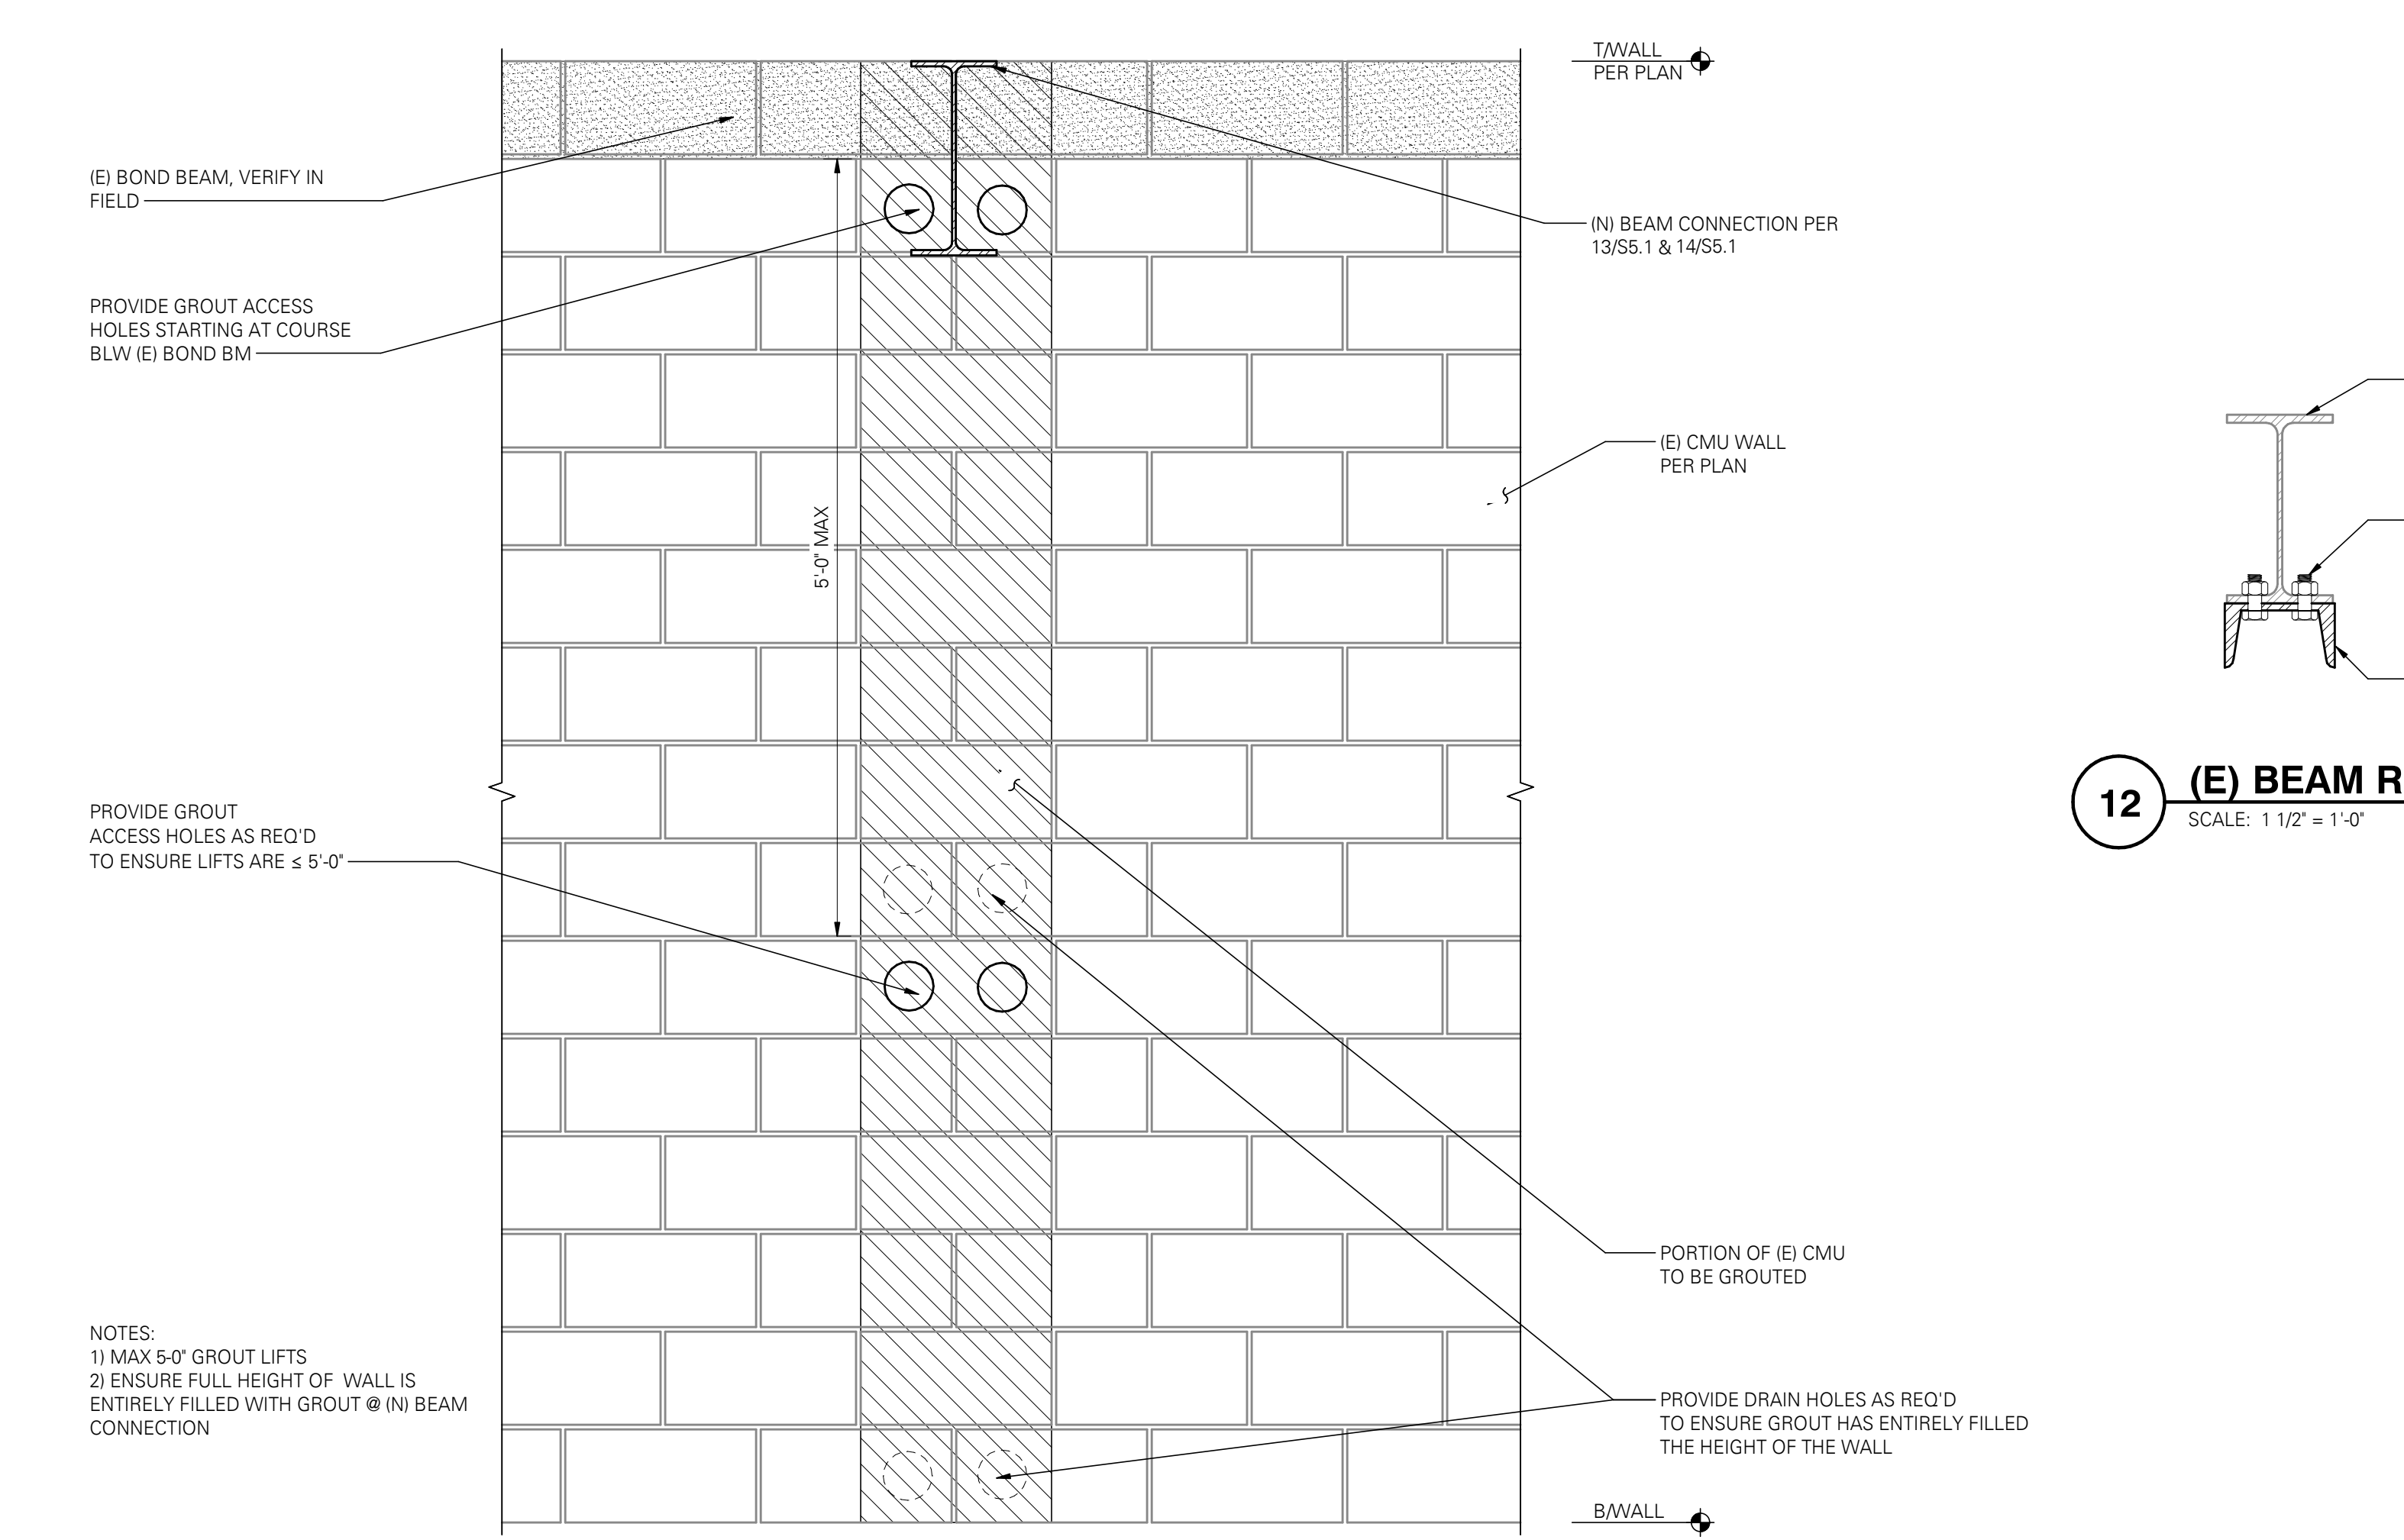 T/WALL
PER PLAN
(E) BOND BEAM, VERIFY IN
FIELD
(N) BEAM CONNECTION PER
13/S5.1 & 14/S5.1
PROVIDE GROUT ACCESS
HOLES STARTING AT COURSE
BLW (E) BOND BM
(E) CMU WALL
PER PLAN
5'-0" MAX
12
(E) BEAM R
SCALE: 1 1/2" = 1'-0"
PROVIDE GROUT
ACCESS HOLES AS REQ'D
TO ENSURE LIFTS ARE ≤ 5'-0"
PORTION OF (E) CMU
TO BE GROUTED
NOTES:
1) MAX 5-0" GROUT LIFTS
2) ENSURE FULL HEIGHT OF WALL IS
ENTIRELY FILLED WITH GROUT @ (N) BEAM
CONNECTION
PROVIDE DRAIN HOLES AS REQ'D
TO ENSURE GROUT HAS ENTIRELY FILLED
THE HEIGHT OF THE WALL
B/WALL